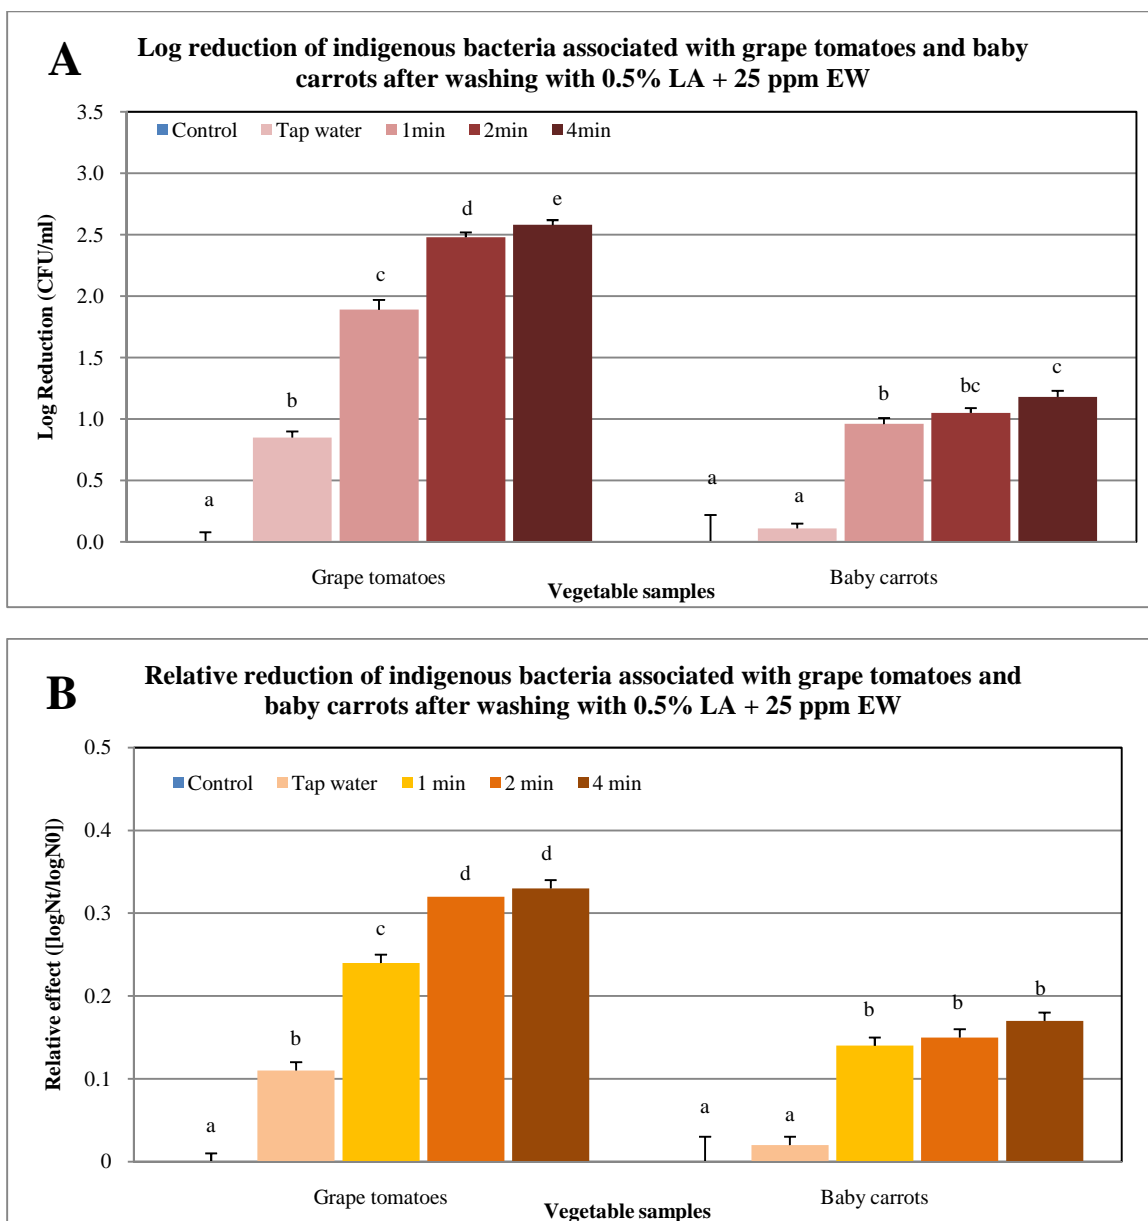 A
Log reduction of indigenous bacteria associated with grape tomatoes and baby
carrots after washing with 0.5% LA + 25 ppm EW
3.5
3.0
2.5
2.0
1.5
1.0
0.5
0.0
Log Reduction (CFU/ml)
Control Tap water 1min 2min 4min
a
b
c
d
e
a
a
b
bc
c
Grape tomatoes
Baby carrots
Vegetable samples
B
Relative reduction of indigenous bacteria associated with grape tomatoes and
baby carrots after washing with 0.5% LA + 25 ppm EW
0.5
0.4
0.3
0.2
0.1
0
Relative effect ([logNt/logN0])
Control Tap water 1 min 2 min 4 min
a
b
c
d
d
a
a
b
b
b
Grape tomatoes
Baby carrots
Vegetable samples